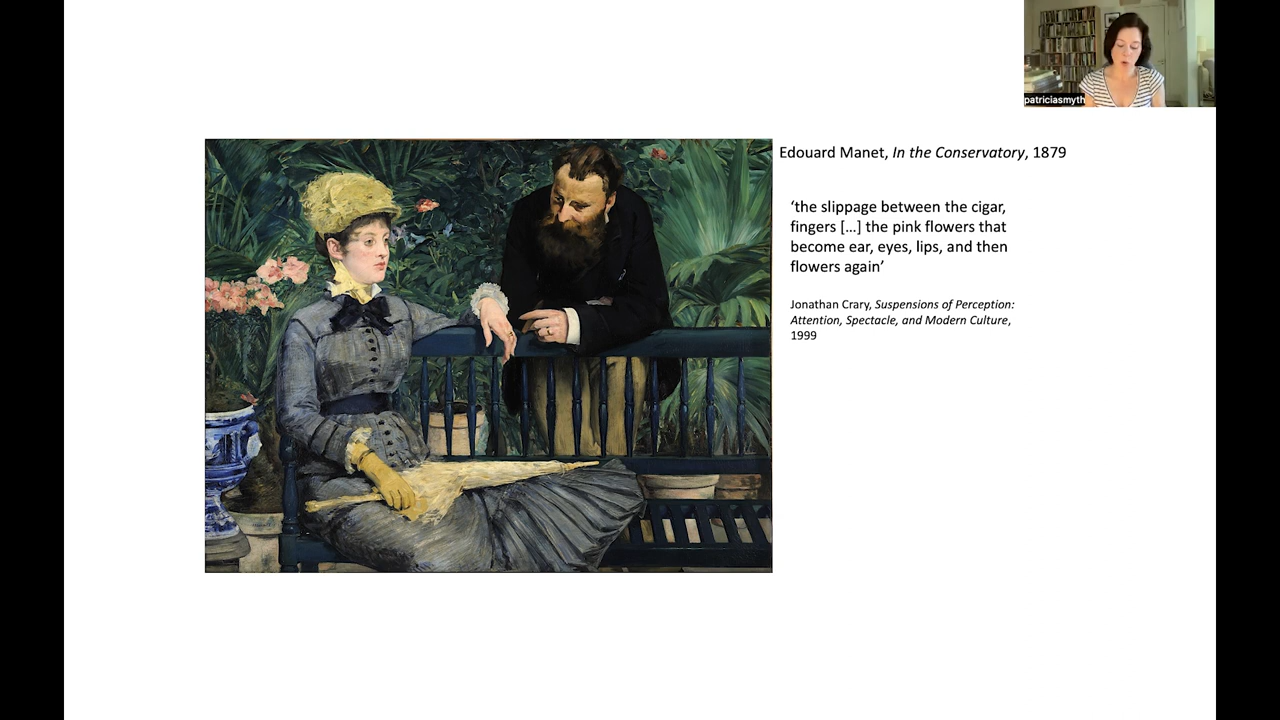 patriciasmyth
Edouard Manet, In the Conservatory, 1879
‘the slippage between the cigar,
fingers [...] the pink flowers that
become ear, eyes, lips, and then
flowers again’
Jonathan Crary, Suspensions of Perception:
Attention, Spectacle, and Modern Culture,
1999